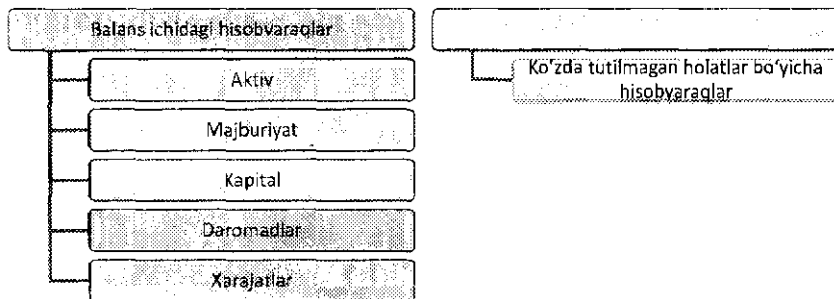 Balans ichidagi hisobvaraqlar
Aktiv
Majburiyat
Kapital
Daromadlar
Xarajatlar
Ko'zda tutilmagan holatlar bo'yicha
hisobvaraqlar